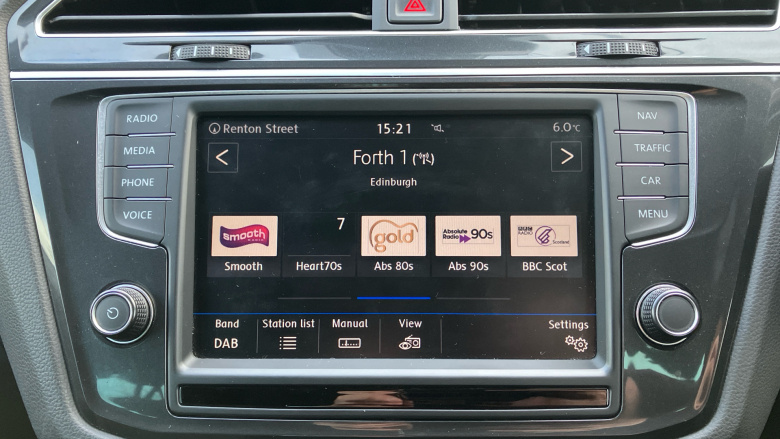 RADIO
MEDIA
PHONE
VOICE
NAV
TRAFFIC
CAR
MENU
Renton Street 15:21 6.0°C
< Forth 1 >
Edinburgh
smooth
7
gold
Absolute Radio 90s
BBC RADIO Scotland
Smooth Heart70s Abs 80s Abs 90s BBC Scot
Band Station list Manual View Settings
DAB